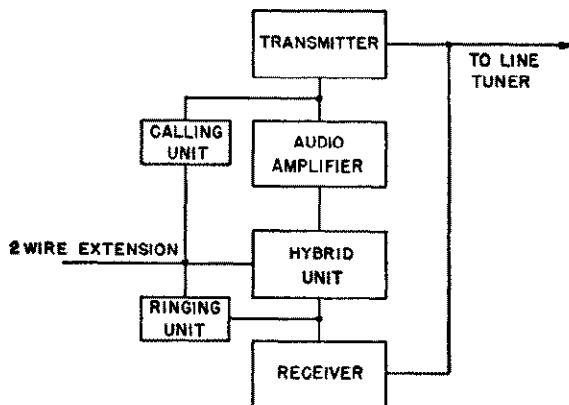 TRANSMITTER
TO LINE
TUNER
CALLING
UNIT
AUDIO
AMPLIFIER
2 WIRE EXTENSION
HYBRID
UNIT
RINGING
UNIT
RECEIVER